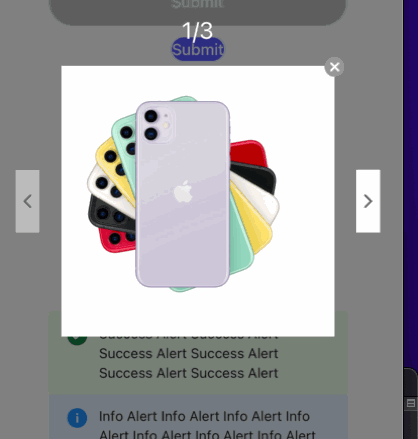 Submit
1/3
Submit
Success Alert Success Alert
Success Alert Success Alert
Success Alert Success Alert
Info Alert Info Alert Info Alert Info
Alert Info Alert Info Alert Info Alert